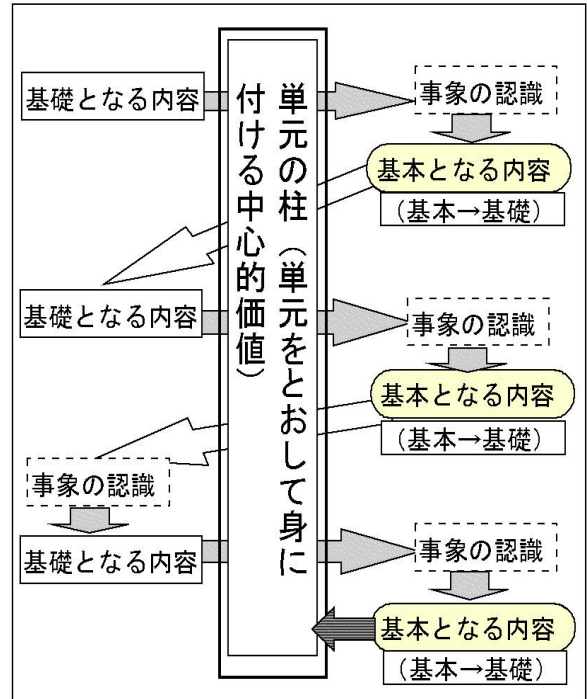 基礎となる内容
事象の認識
基本となる内容
(基本→基礎)
単元の柱(単元をとおして身に
付ける中心的価値)
基礎となる内容
事象の認識
基本となる内容
(基本→基礎)
事象の認識
基礎となる内容
事象の認識
基本となる内容
(基本→基礎)